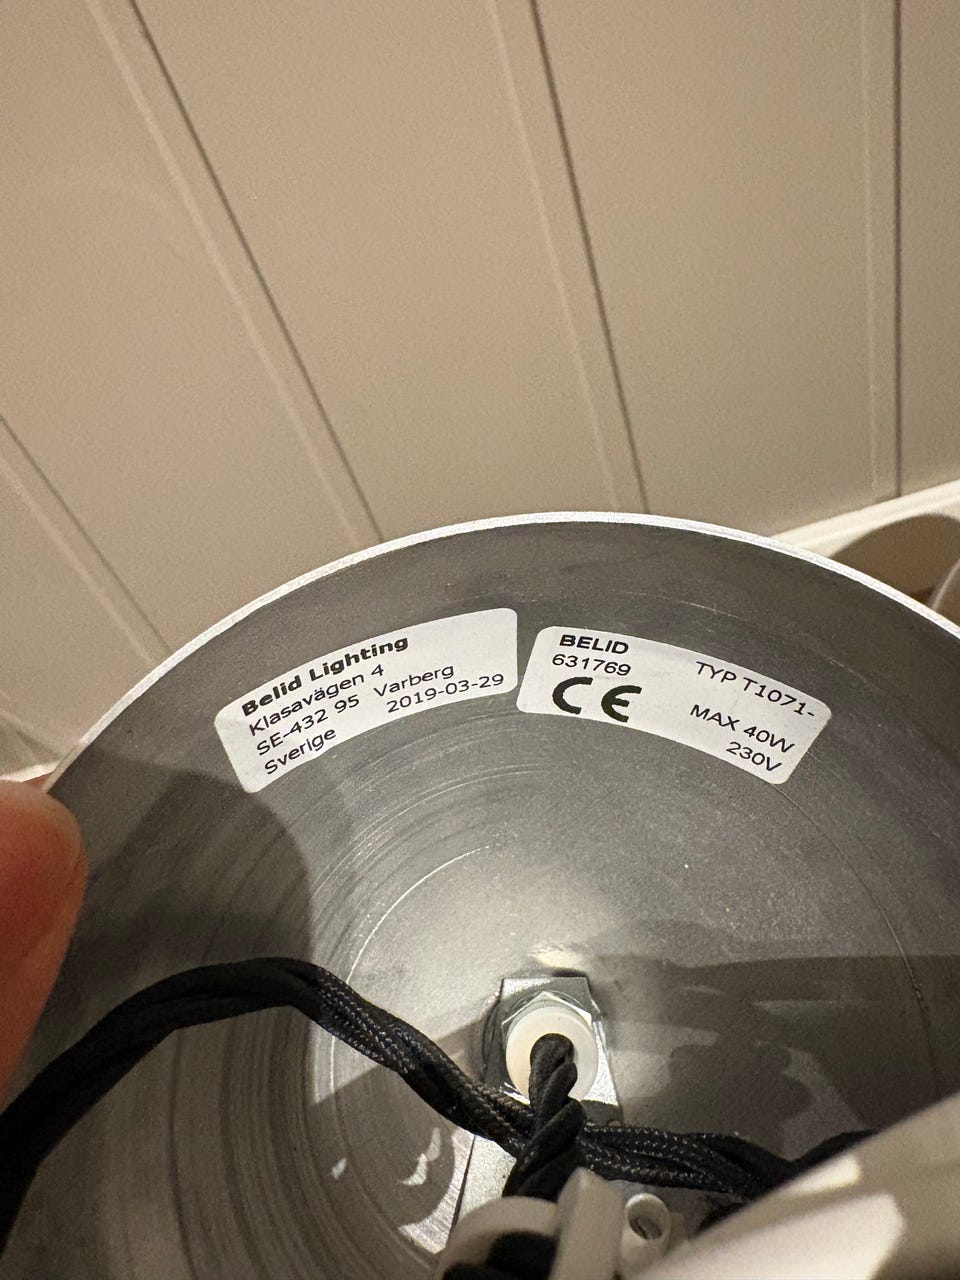 Belid Lighting
Klasavägen 4
SE-432 95 Varberg
Sverige 2019-03-29
BELID
631769 TYP T1071-
CE MAX 40W
230V